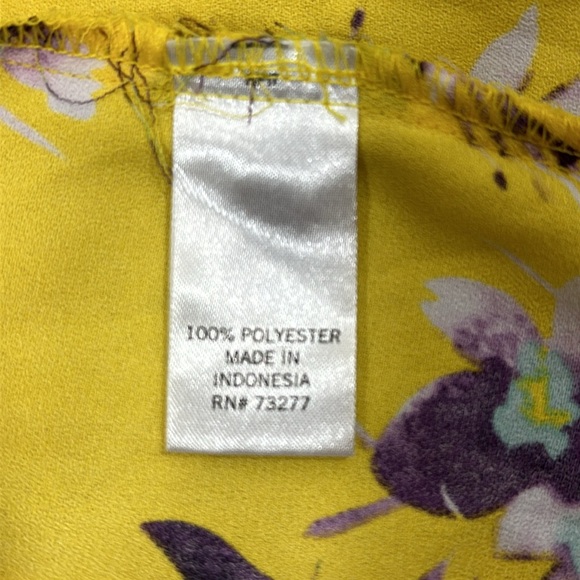 100% POLYESTER
MADE IN
INDONESIA
RN# 73277